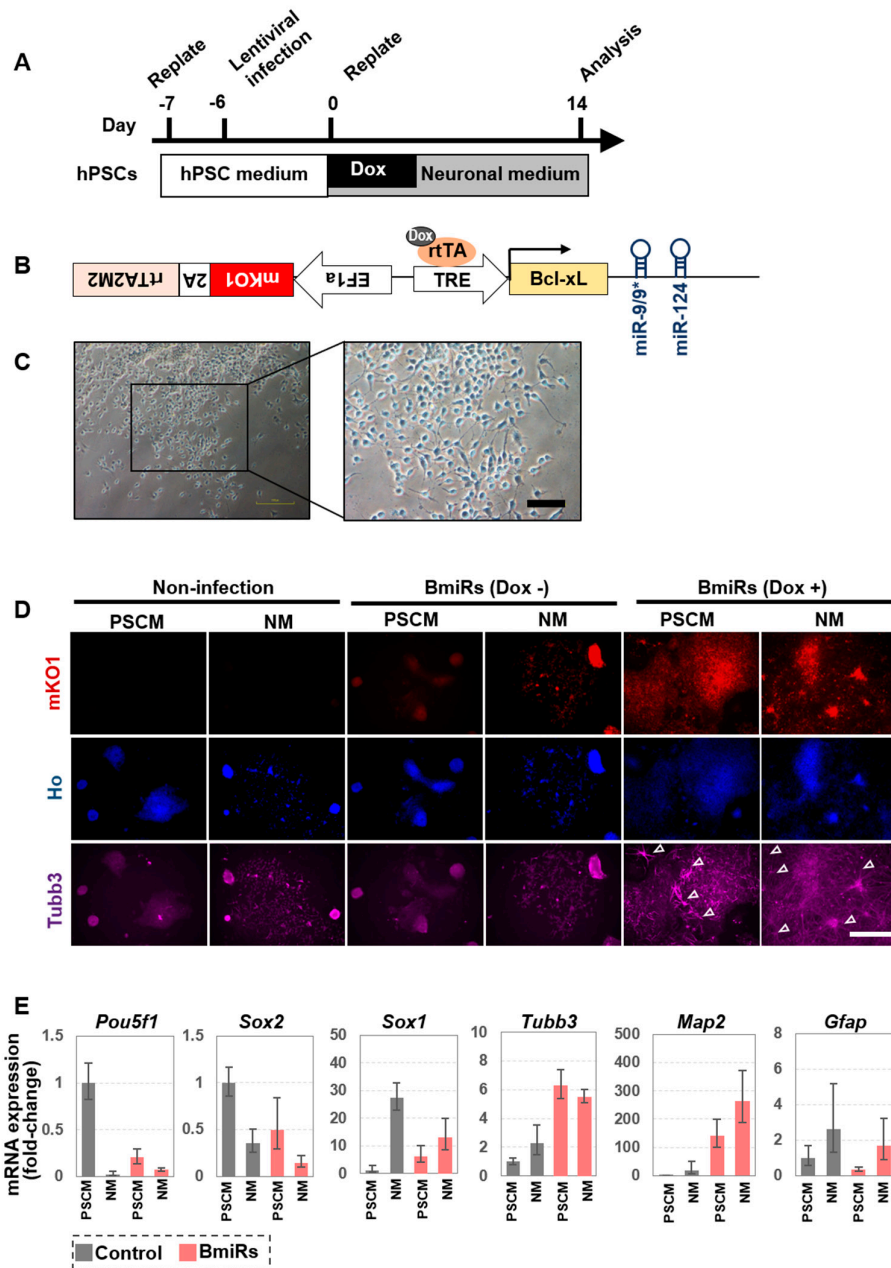 A
Replate
Lentiviral
infection
Replate
Analysis
Day
-7
-6
0
14
hPSCs
hPSC medium
Dox
Neuronal medium
B
rtTA2M2
2A
mKO1
EF1a
Dox
rtTA
TRE
Bcl-xL
miR-9/9*
miR-124
C
D
Non-infection
BmiRs (Dox -)
BmiRs (Dox +)
PSCM
NM
PSCM
NM
PSCM
NM
mKO1
Ho
Tubb3
E
mRNA expression
(fold-change)
Pou5f1
1.5
1
0.5
0
PSCM
NM
PSCM
NM
Sox2
1.5
1
0.5
0
PSCM
NM
PSCM
NM
Sox1
50
40
30
20
10
0
PSCM
NM
PSCM
NM
Tubb3
10
8
6
4
2
0
PSCM
NM
PSCM
NM
Map2
500
400
300
200
100
0
PSCM
NM
PSCM
NM
Gfap
8
6
4
2
0
PSCM
NM
PSCM
NM
Control
BmiRs